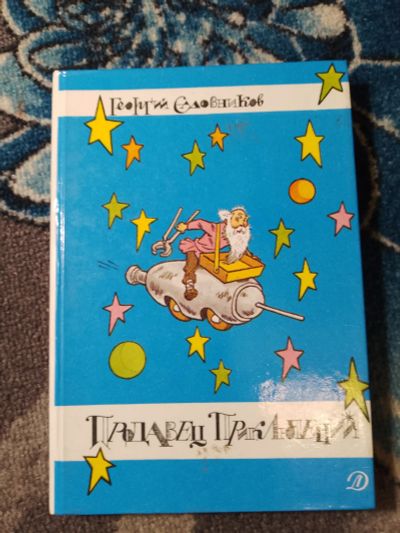 Георгий Садовников
Продавец Приключений
Д